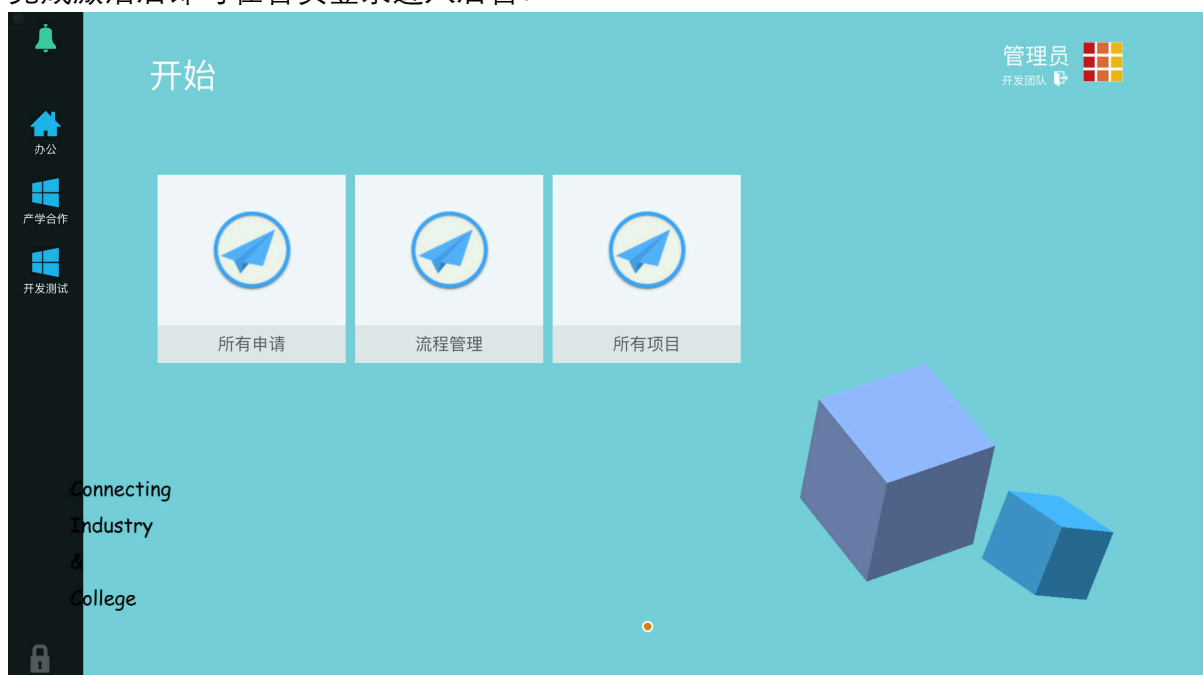 开始
管理员
开发团队
办公
产学合作
开发测试
所有申请
流程管理
所有项目
Connecting
Industry
&
College